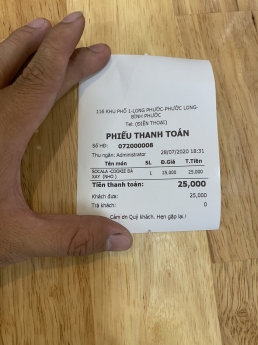 116 KHU PHỐ 1-LONG PHƯỚC-PHƯỚC LONG-
BÌNH PHƯỚC
Tel: (ĐIỆN THOẠI)
PHIẾU THANH TOÁN
Số HĐ: 072000008
Thu ngân: Administrator 28/07/2020 18:31
Tên món SL Đ.Giá T.Tiền
SOCALA -COOKIE ĐÁ 1 25,000 25,000
XAY (NHỎ )
Tiền thanh toán: 25,000
Khách đưa: 25,000
Trả khách: 0
Cảm ơn Quý khách. Hẹn gặp lại !